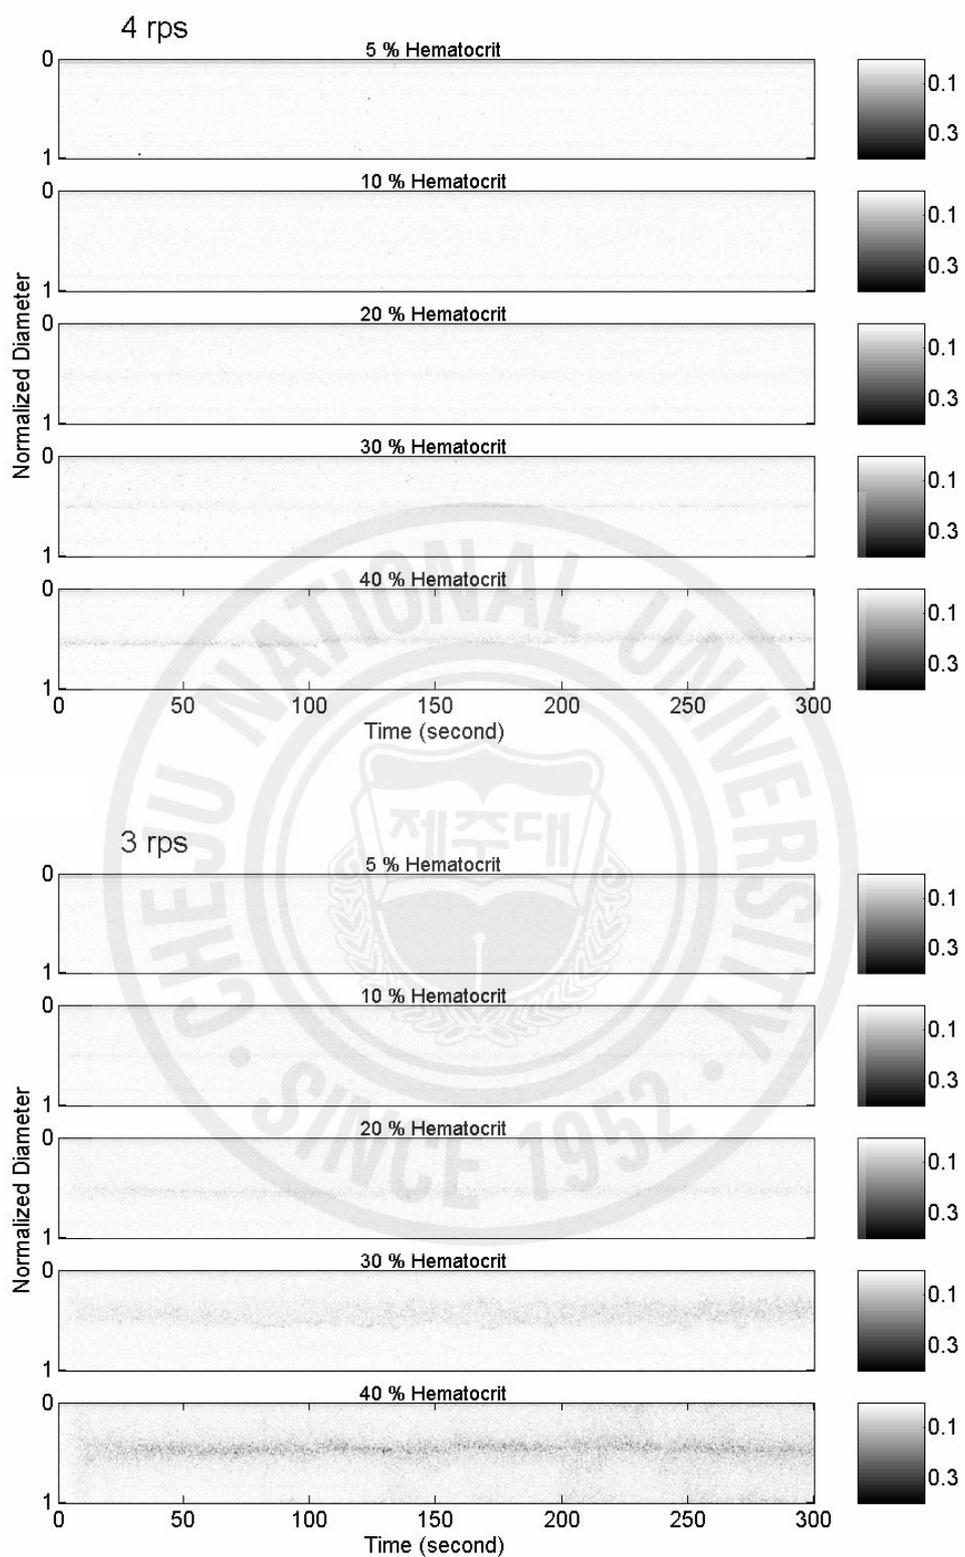 4 rps
5 % Hematocrit
0
1
0.1
0.3
10 % Hematocrit
0
1
0.1
0.3
20 % Hematocrit
0
1
0.1
0.3
30 % Hematocrit
0
1
0.1
0.3
40 % Hematocrit
0
1
0.1
0.3
0 50 100 150 200 250 300
Time (second)
Normalized Diameter
3 rps
5 % Hematocrit
0
1
0.1
0.3
10 % Hematocrit
0
1
0.1
0.3
20 % Hematocrit
0
1
0.1
0.3
30 % Hematocrit
0
1
0.1
0.3
40 % Hematocrit
0
1
0.1
0.3
0 50 100 150 200 250 300
Time (second)
Normalized Diameter
CHEJU NATIONAL UNIVERSITY
제주대
SINCE 1952